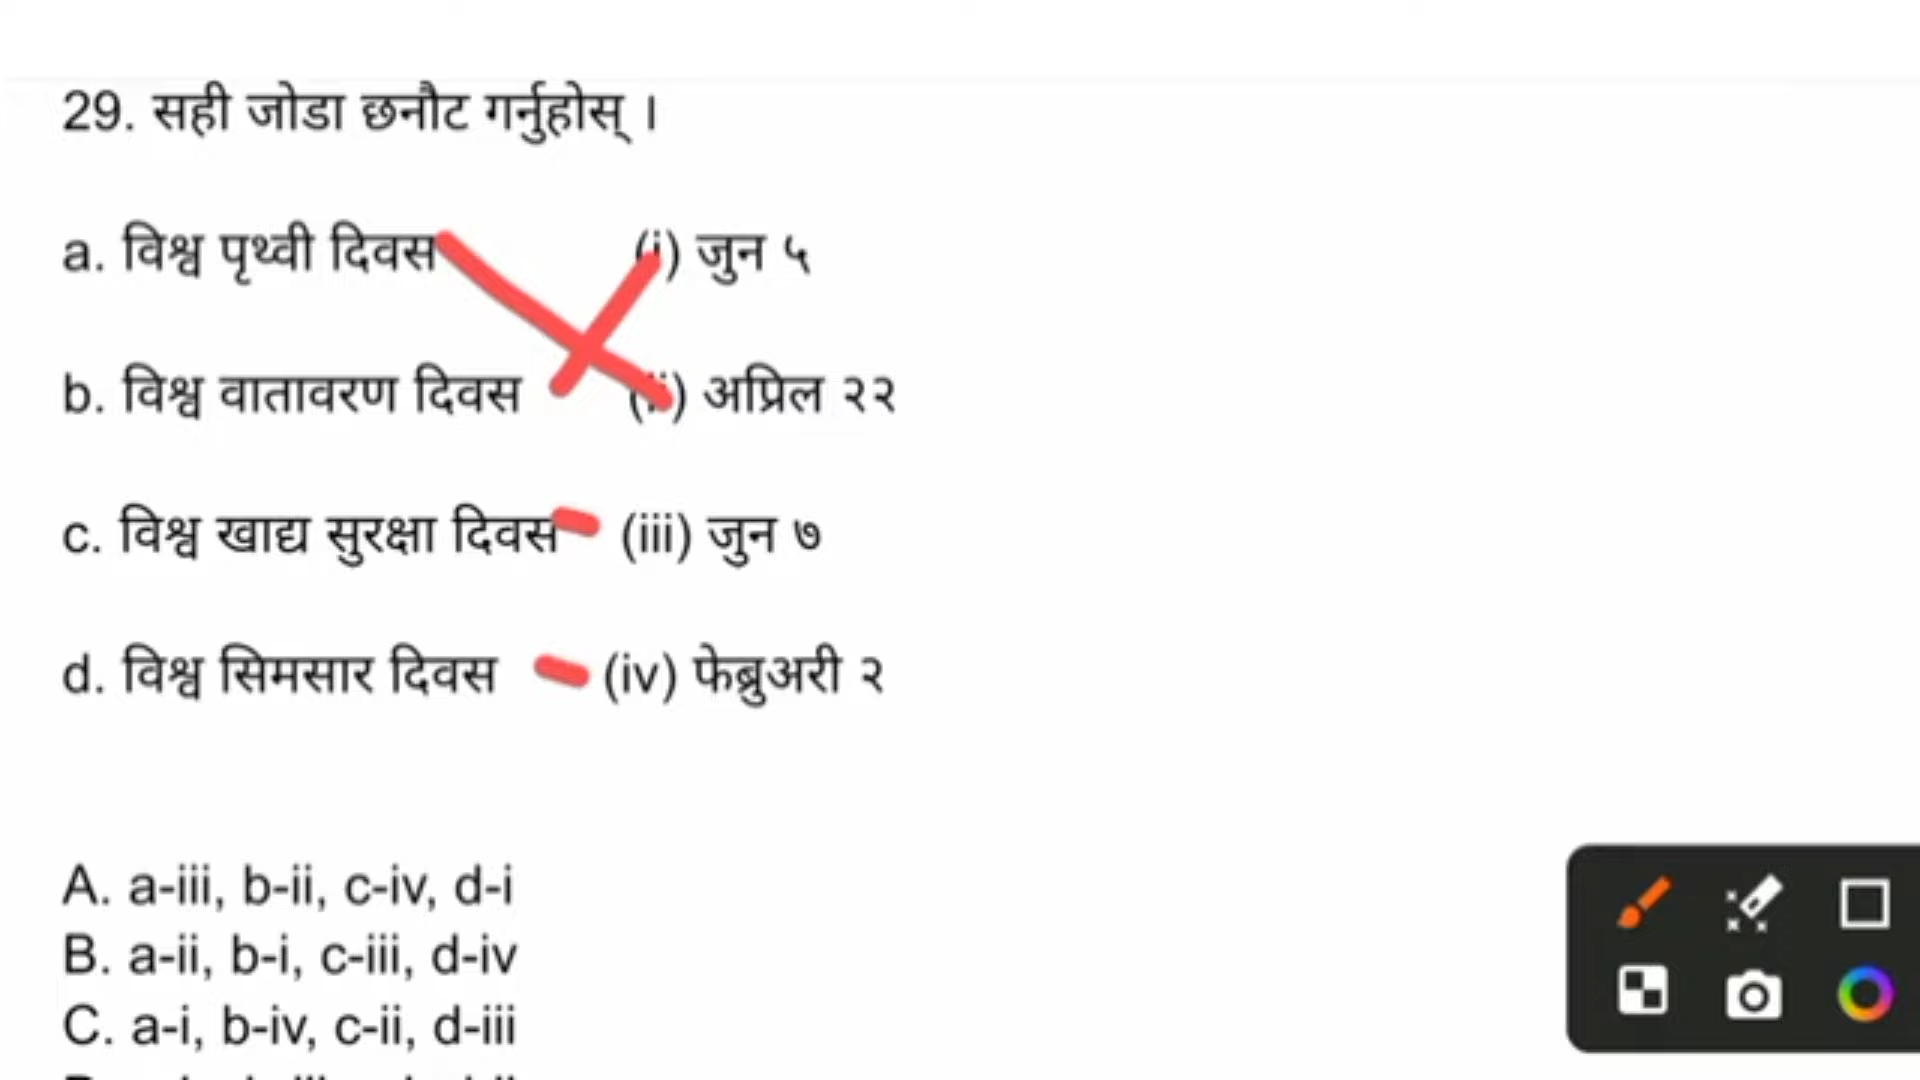 29. सही जोडा छनौट गर्नुहोस् ।
a. विश्व पृथ्वी दिवस (i) जुन ५
b. विश्व वातावरण दिवस (ii) अप्रिल २२
c. विश्व खाद्य सुरक्षा दिवस (iii) जुन ७
d. विश्व सिमसार दिवस (iv) फेब्रुअरी २
A. a-iii, b-ii, c-iv, d-i
B. a-ii, b-i, c-iii, d-iv
C. a-i, b-iv, c-ii, d-iii